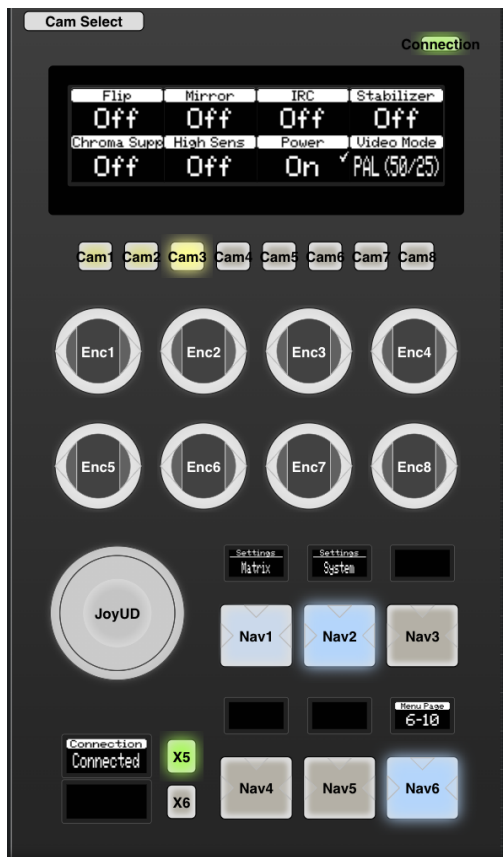 Cam Select
Connection
Flip Mirror IRC Stabilizer
Off Off Off Off
Chroma Supp High Sens Power Video Mode
Off Off On ✓ PAL (50/25)
Cam1 Cam2 Cam3 Cam4 Cam5 Cam6 Cam7 Cam8
Enc1 Enc2 Enc3 Enc4
Enc5 Enc6 Enc7 Enc8
Settings Settings
Matrix System
JoyUD
Nav1 Nav2 Nav3
Menu Page
6-10
Connection
Connected
X5
X6
Nav4 Nav5 Nav6